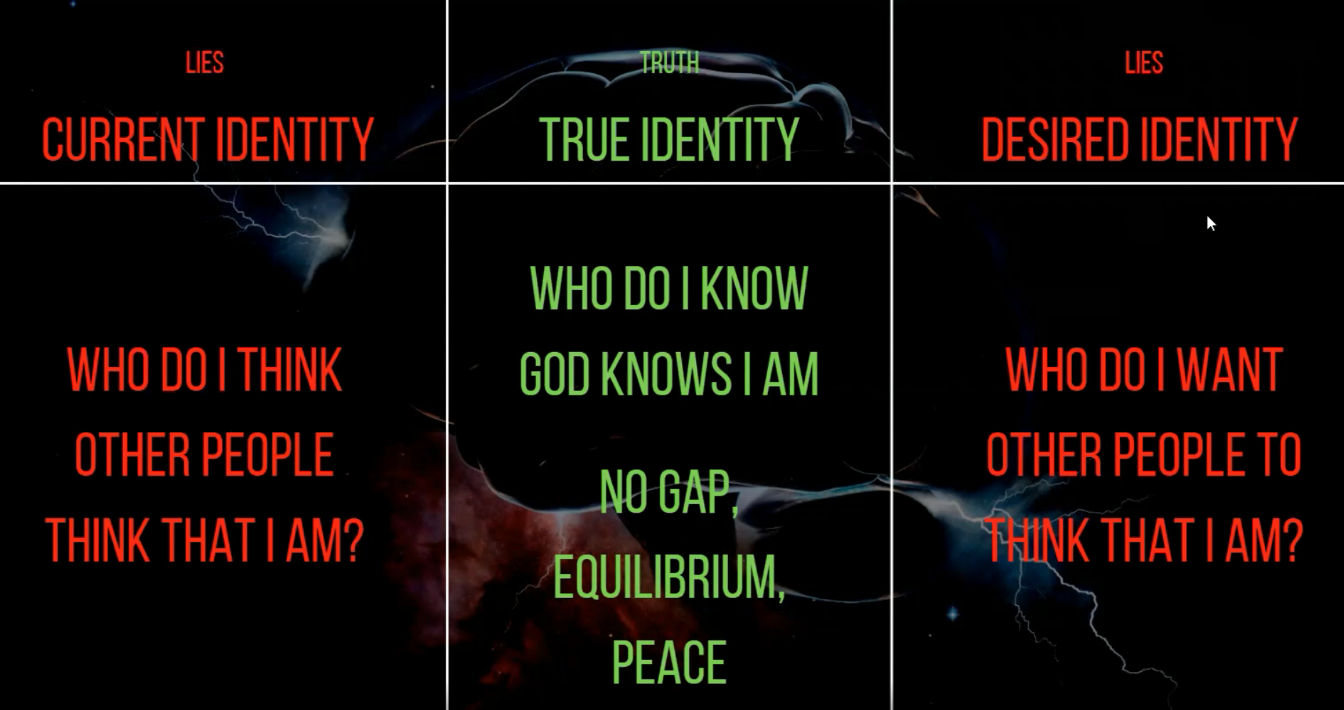 LIES
CURRENT IDENTITY
WHO DO I THINK
OTHER PEOPLE
THINK THAT I AM?
TRUTH
TRUE IDENTITY
WHO DO I KNOW
GOD KNOWS I AM
NO GAP,
EQUILIBRIUM,
PEACE
LIES
DESIRED IDENTITY
WHO DO I WANT
OTHER PEOPLE TO
THINK THAT I AM?